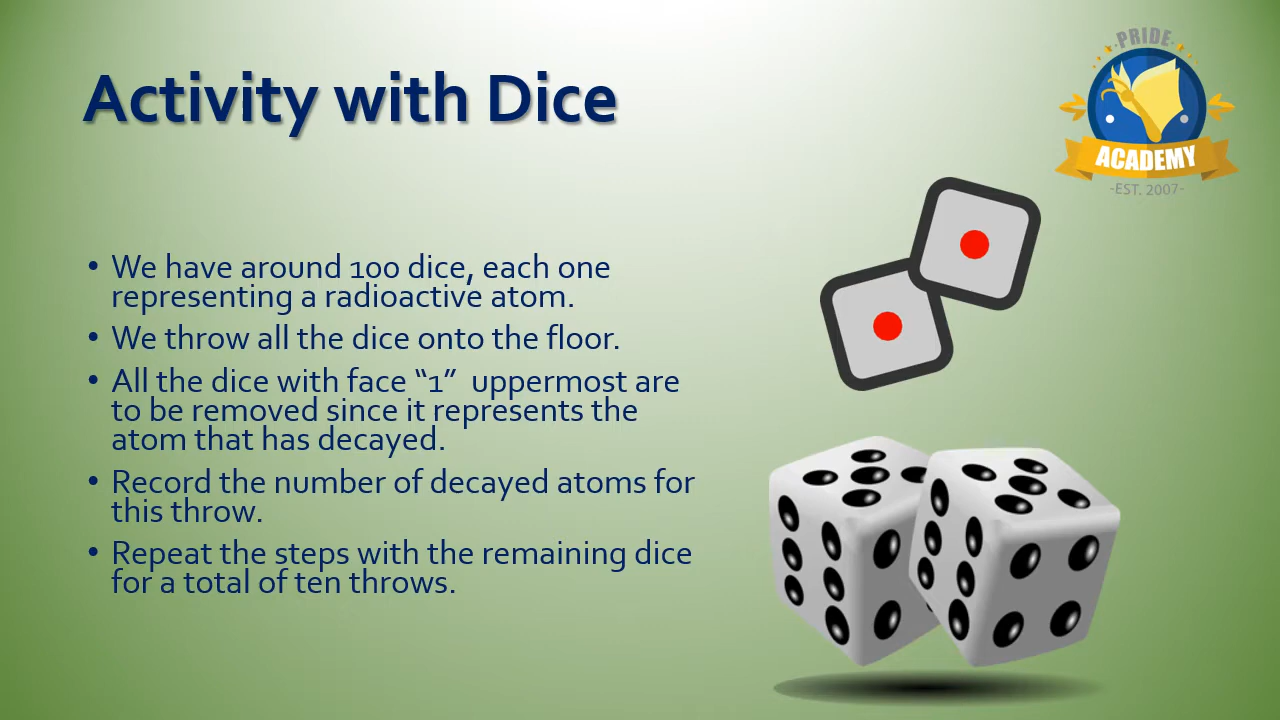 Activity with Dice
PRIDE
ACADEMY
-EST. 2007-
• We have around 100 dice, each one
representing a radioactive atom.
• We throw all the dice onto the floor.
• All the dice with face “1”  uppermost are
to be removed since it represents the
atom that has decayed.
• Record the number of decayed atoms for
this throw.
• Repeat the steps with the remaining dice
for a total of ten throws.